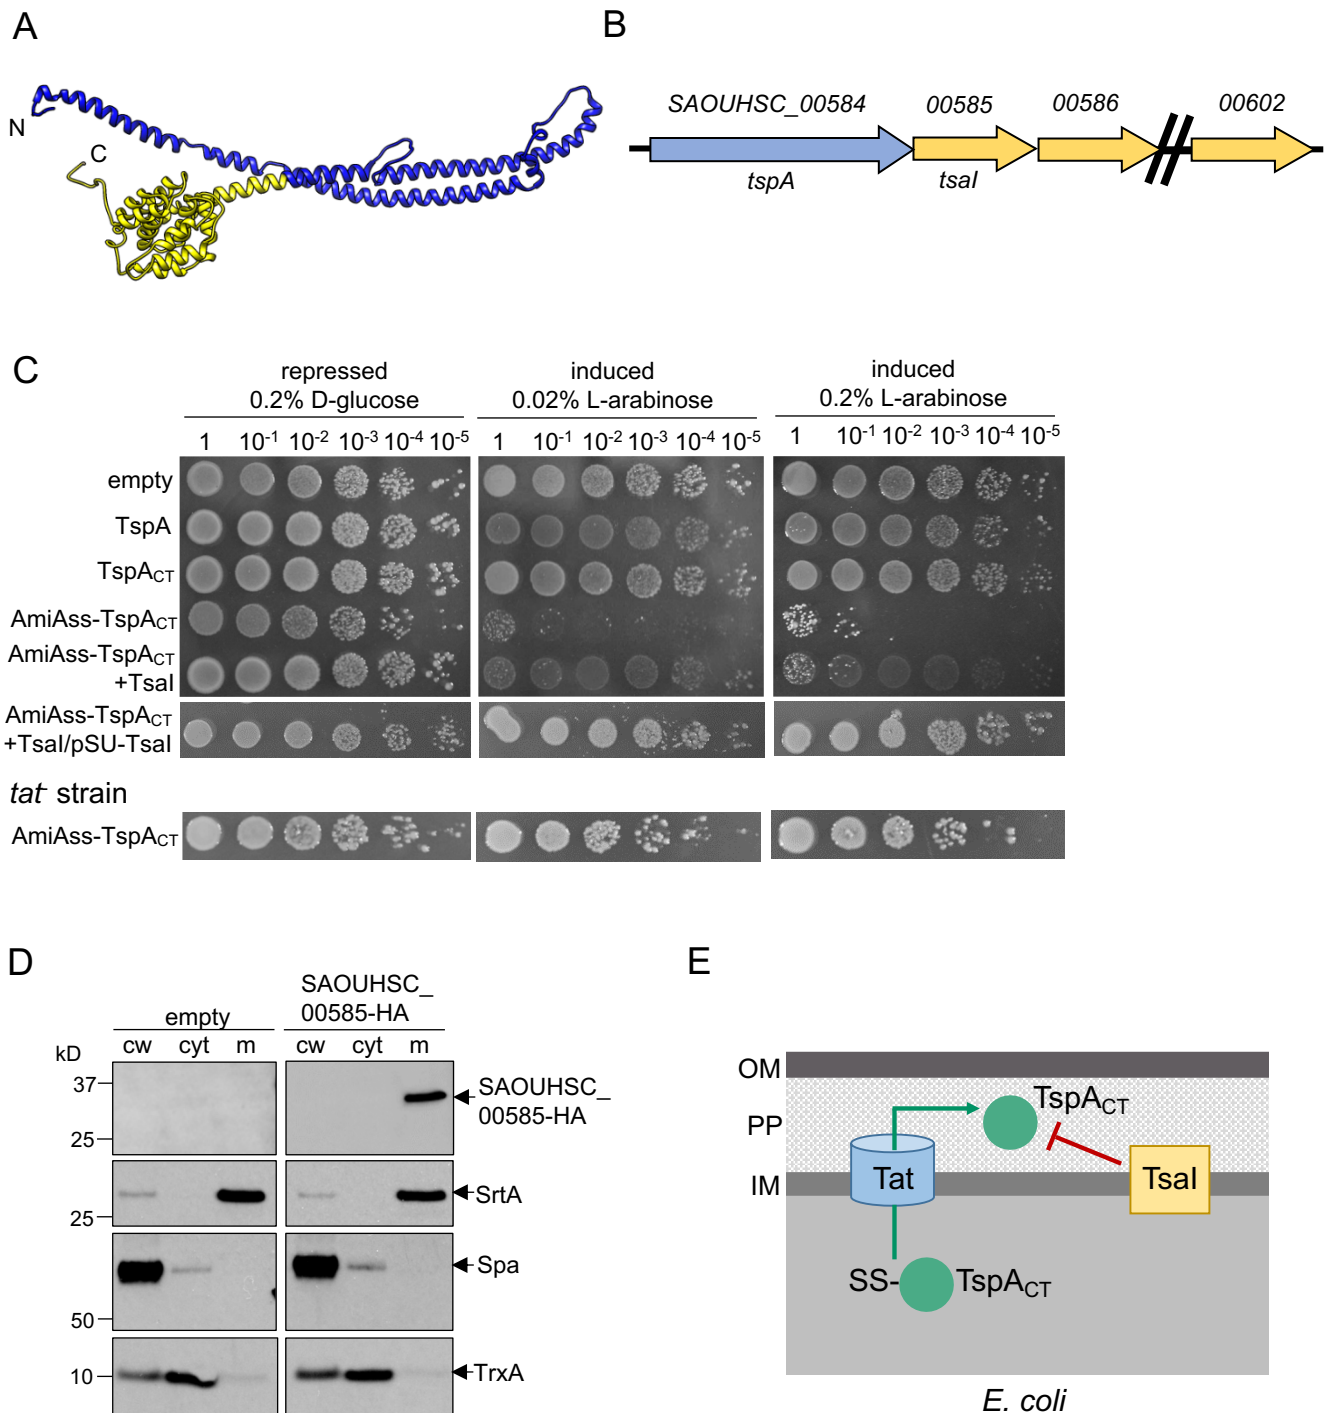 A
N
C
B
SAOUHSC_00584 00585 00586 00602
tspA tsaI
C
repressed
0.2% D-glucose
induced
0.02% L-arabinose
induced
0.2% L-arabinose
1 10-1 10-2 10-3 10-4 10-5
1 10-1 10-2 10-3 10-4 10-5
1 10-1 10-2 10-3 10-4 10-5
empty
TspA
TspACT
AmiAss-TspACT
AmiAss-TspACT
+TsaI
AmiAss-TspACT
+TsaI/pSU-TsaI
tat- strain
AmiAss-TspACT
D
empty
SAOUHSC_
00585-HA
kD
cw cyt m
cw cyt m
37
25
SAOUHSC_
00585-HA
25
SrtA
50
Spa
10
TrxA
E
OM
PP
IM
TspACT
Tat
TsaI
SS-
TspACT
E. coli